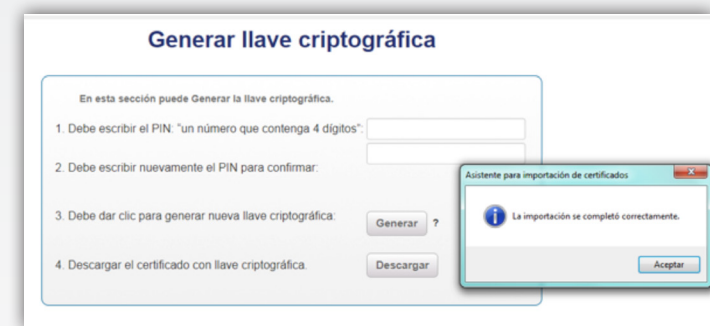 Generar llave criptográfica
En esta sección puede Generar la llave criptográfica.
1. Debe escribir el PIN: "un número que contenga 4 dígitos":
2. Debe escribir nuevamente el PIN para confirmar:
Asistente para importación de certificados
La importación se completó correctamente.
3. Debe dar clic para generar nueva llave criptográfica:
Generar ?
Aceptar
4. Descargar el certificado con llave criptográfica.
Descargar